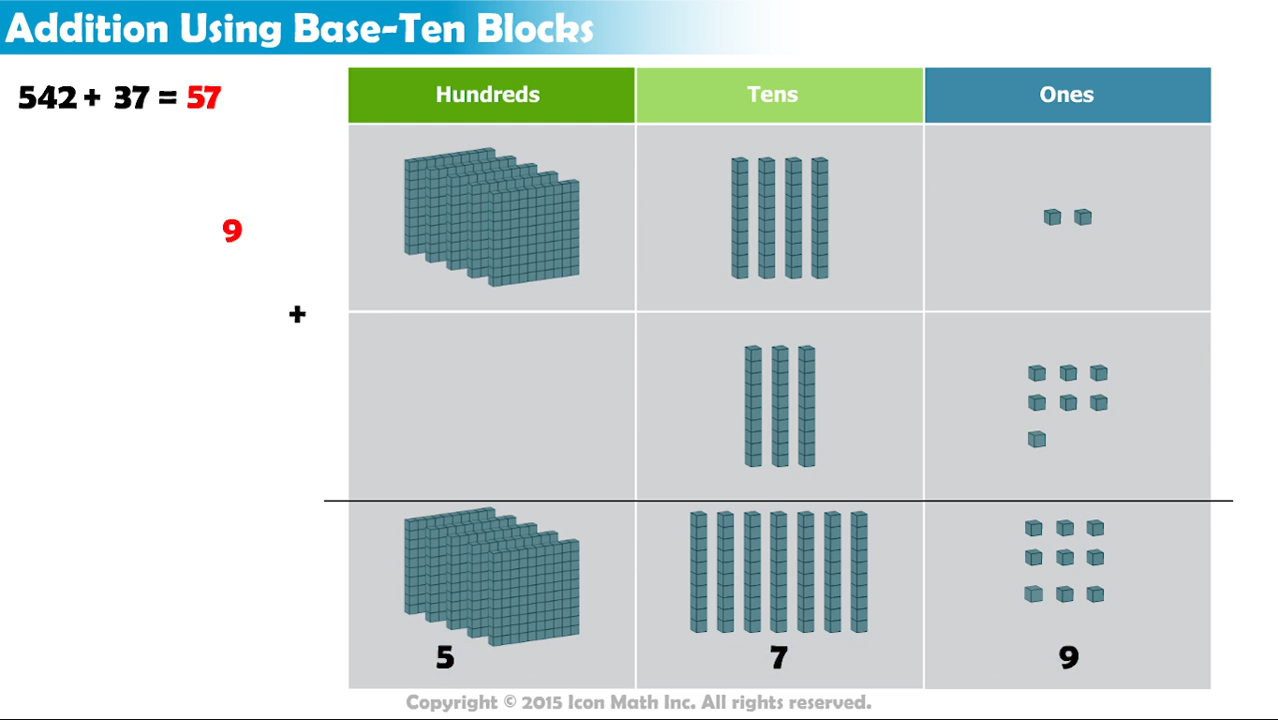 Addition Using Base-Ten Blocks
542 + 37 = 57
Hundreds Tens Ones
9
+
5 7 9
Copyright © 2015 Icon Math Inc. All rights reserved.